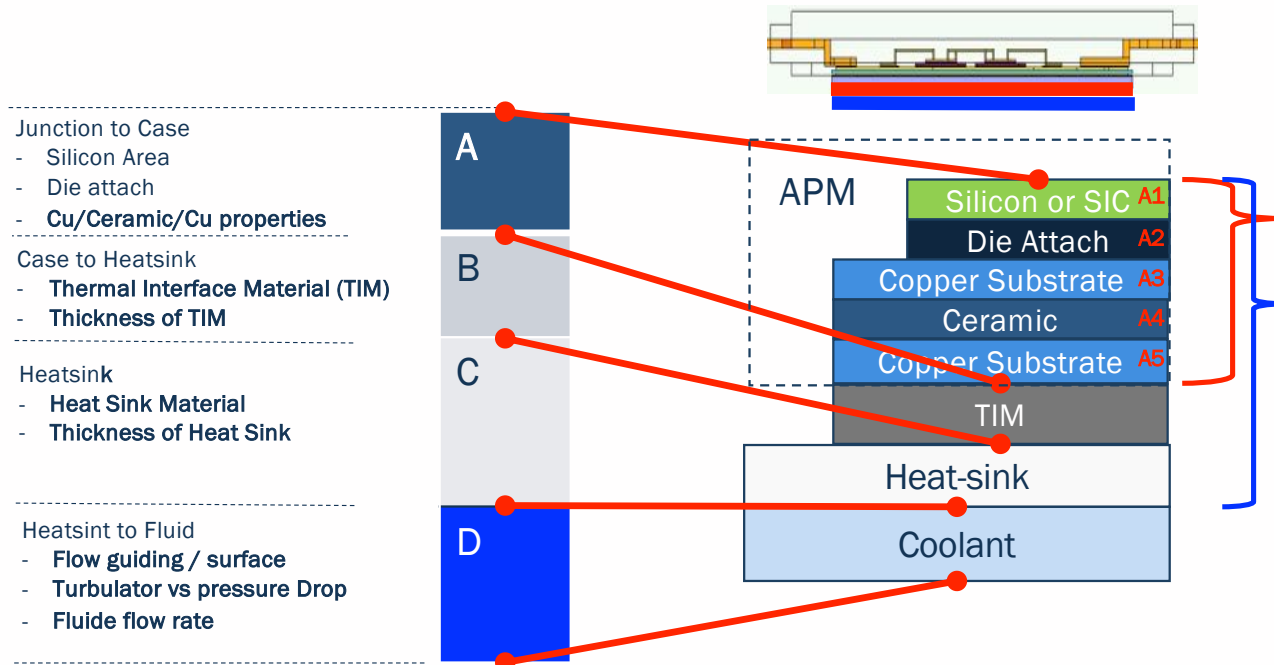 Junction to Case
- Silicon Area
- Die attach
- Cu/Ceramic/Cu properties
Case to Heatsink
- Thermal Interface Material (TIM)
- Thickness of TIM
Heatsink
- Heat Sink Material
- Thickness of Heat Sink
Heatsint to Fluid
- Flow guiding / surface
- Turbulator vs pressure Drop
- Fluide flow rate
A
B
C
D
APM
Silicon or SIC A1
Die Attach A2
Copper Substrate A3
Ceramic A4
Copper Substrate A5
TIM
Heat-sink
Coolant